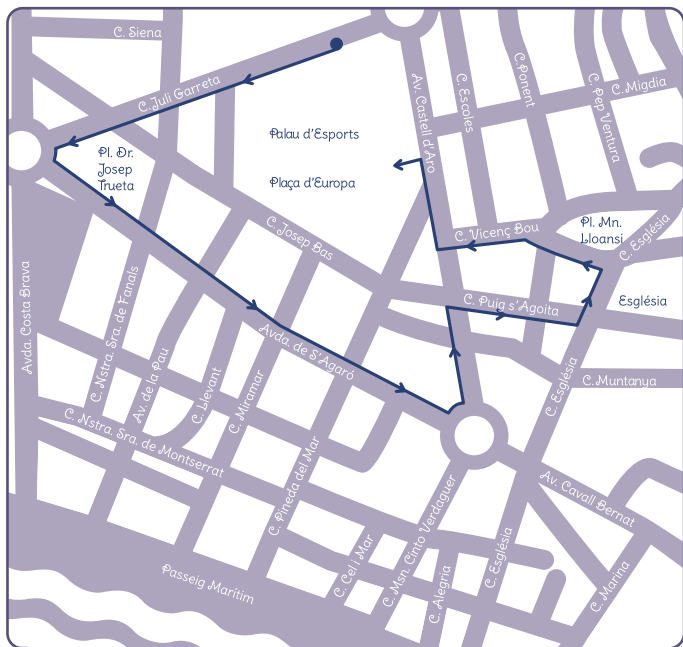 C. Siena
C. Juli Garreta
Av. Castell d'Aro
C. Escoles
C. Ponent
C. Pep Ventura
C. Migdia
Palau d'Esports
Plaça d'Europa
Pl. Dr.
Josep
Trueta
C. Josep Bas
C. Vicenç Bou
Pl. Mn.
Lloansi
C. Església
C. Puig s'Agoita
Església
Avda. Costa Brava
C. Nstra. Sra. de Fanals
Av. de la Pau
C. Llevant
C. Miramar
Avda. de S'Agaró
C. Església
C. Muntanya
C. Nstra. Sra. de Montserrat
C. Pineda del Mar
C. Cel i Mar
C. Msn. Cinto Verdaguer
C. Alegria
C. Església
Av. Cavall Bernat
C. Marina
Passeig Marítim